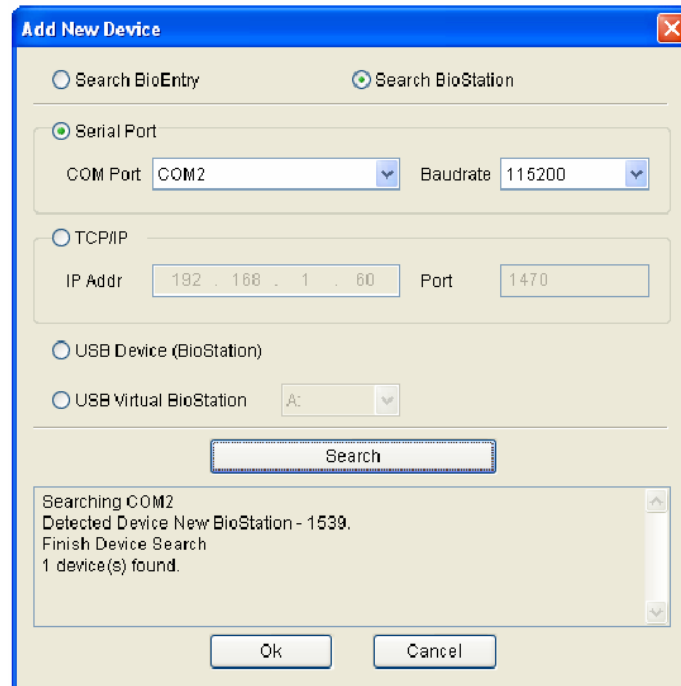 Add New Device
Search BioEntry Search BioStation
Serial Port
COM Port COM2 Baudrate 115200
TCP/IP
IP Addr 192 . 168 . 1 . 60 Port 1470
USB Device (BioStation)
USB Virtual BioStation A:
Search
Searching COM2
Detected Device New BioStation - 1539.
Finish Device Search
1 device(s) found.
Ok Cancel